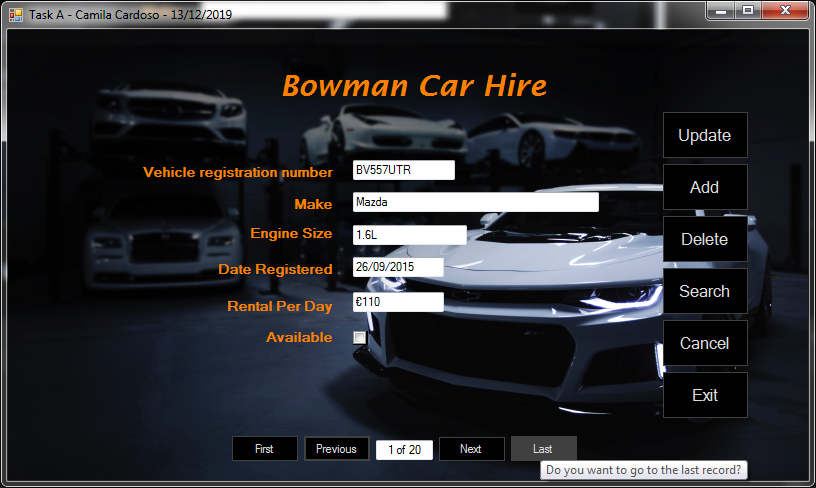 Task A - Camila Cardoso - 13/12/2019
Bowman Car Hire
Vehicle registration number BV557UTR
Make Mazda
Engine Size 1.6L
Date Registered 26/09/2015
Rental Per Day €110
Available
Update
Add
Delete
Search
Cancel
Exit
First Previous 1 of 20 Next Last
Do you want to go to the last record?